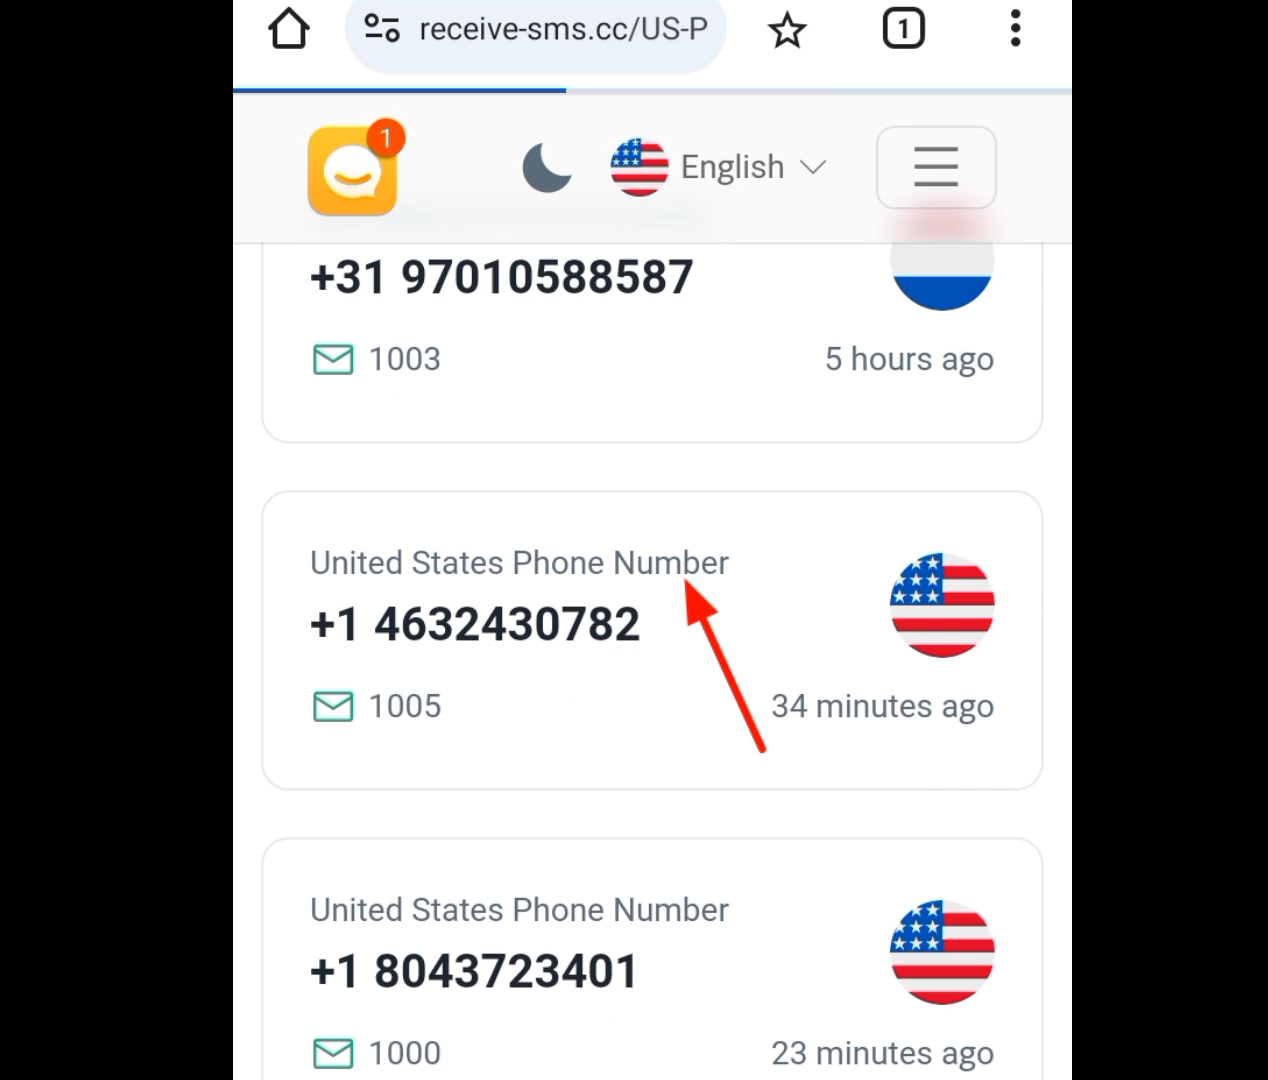 receive-sms.cc/US-P
1
1
English
+31 97010588587
1003
5 hours ago
United States Phone Number
+1 4632430782
1005
34 minutes ago
United States Phone Number
+1 8043723401
1000
23 minutes ago